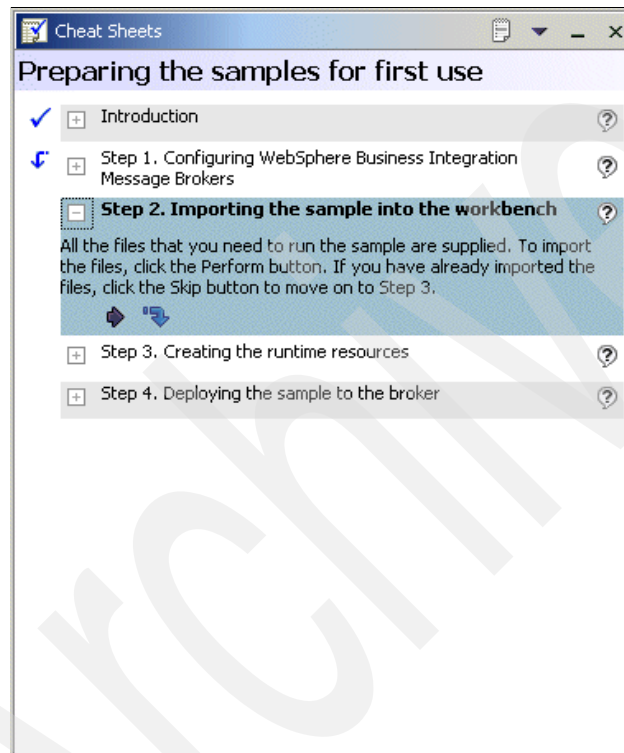 Cheat Sheets
Preparing the samples for first use
Introduction
Step 1. Configuring WebSphere Business Integration
Message Brokers
Step 2. Importing the sample into the workbench
All the files that you need to run the sample are supplied. To import
the files, click the Perform button. If you have already imported the
files, click the Skip button to move on to Step 3.
Step 3. Creating the runtime resources
Step 4. Deploying the sample to the broker
Archive